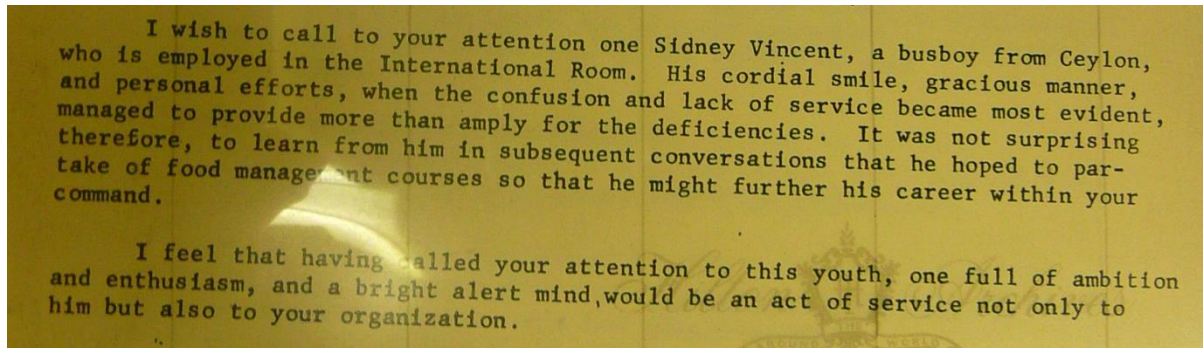 I wish to call to your attention one Sidney Vincent, a busboy from Ceylon,
who is employed in the International Room. His cordial smile, gracious manner,
and personal efforts, when the confusion and lack of service became most evident,
managed to provide more than amply for the deficiencies. It was not surprising
therefore, to learn from him in subsequent conversations that he hoped to par-
take of food management courses so that he might further his career within your
command.
I feel that having called your attention to this youth, one full of ambition
and enthusiasm, and a bright alert mind,would be an act of service not only to
him but also to your organization.
Hilton
THE
AROUND WORLD